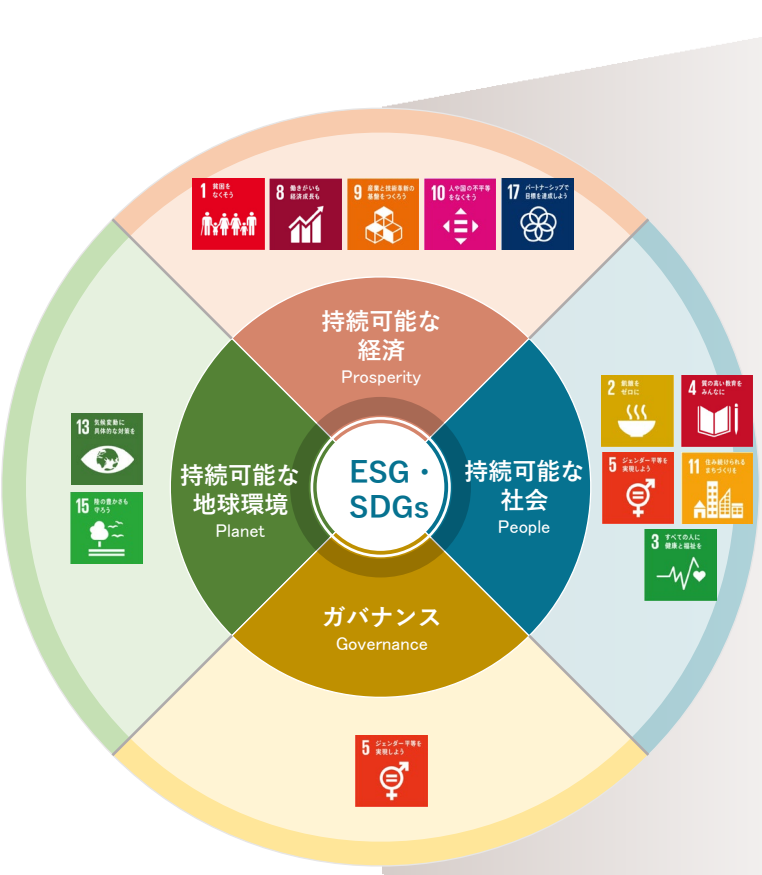 1 貧困を
なくそう
8 働きがいも
経済成長も
9 産業と技術革新の
基盤をつくろう
10 人や国の不平等
をなくそう
17 パートナーシップで
目標を達成しよう
持続可能な
経済
Prosperity
2 飢餓を
ゼロに
4 質の高い教育を
みんなに
13 気候変動に
具体的な対策を
5 ジェンダー平等を
実現しよう
11 住み続けられる
まちづくりを
持続可能な
地球環境
Planet
ESG・
SDGs
持続可能な
社会
People
15 陸の豊かさも
守ろう
3 すべての人に
健康と福祉を
ガバナンス
Governance
5 ジェンダー平等を
実現しよう